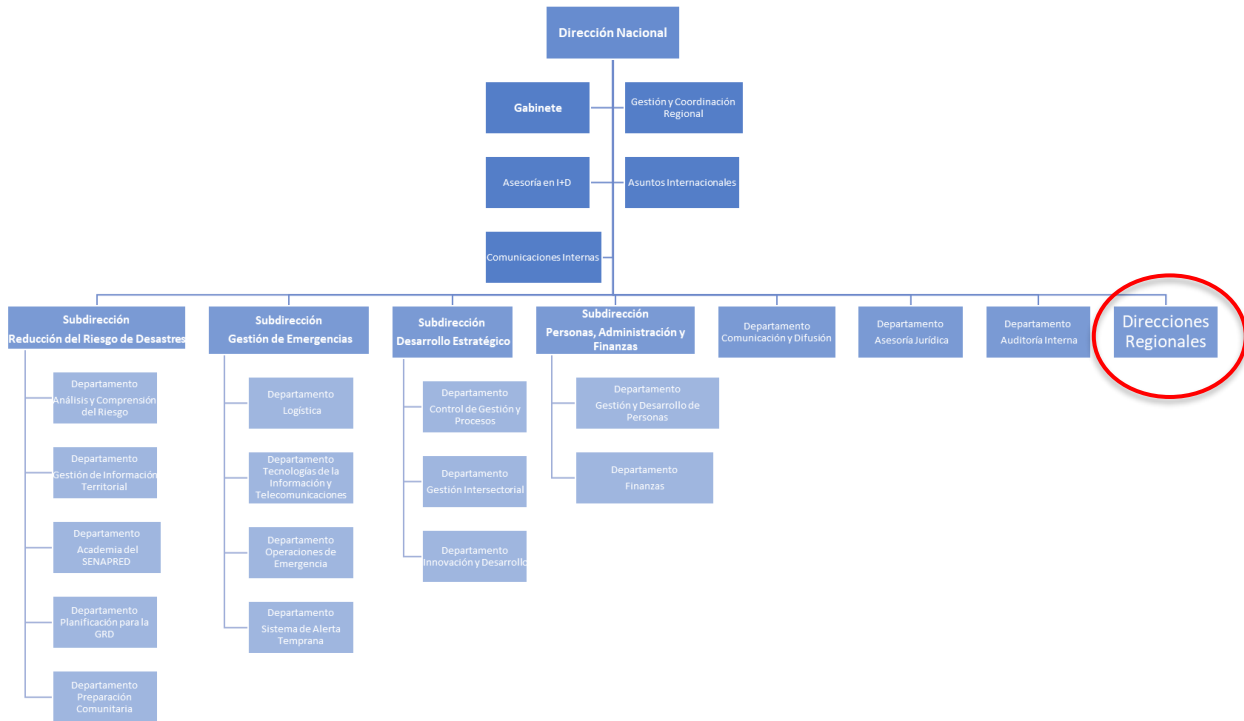 Dirección Nacional
Gabinete
Gestión y Coordinación
Regional
Asesoría en I+D
Asuntos Internacionales
Comunicaciones Internas
Subdirección
Reducción del Riesgo de Desastres
Subdirección
Gestión de Emergencias
Subdirección
Desarrollo Estratégico
Subdirección
Personas, Administración y
Finanzas
Departamento
Comunicación y Difusión
Departamento
Asesoría Jurídica
Departamento
Auditoría Interna
Direcciones
Regionales
Departamento
Análisis y Comprensión
del Riesgo
Departamento
Gestión de Información
Territorial
Departamento
Academia del
SENAPRED
Departamento
Planificación para la
GRD
Departamento
Preparación
Comunitaria
Departamento
Logística
Departamento
Tecnologías de la
Información y
Telecomunicaciones
Departamento
Operaciones de
Emergencia
Departamento
Sistema de Alerta
Temprana
Departamento
Control de Gestión y
Procesos
Departamento
Gestión Intersectorial
Departamento
Innovación y Desarrollo
Departamento
Gestión y Desarrollo de
Personas
Departamento
Finanzas